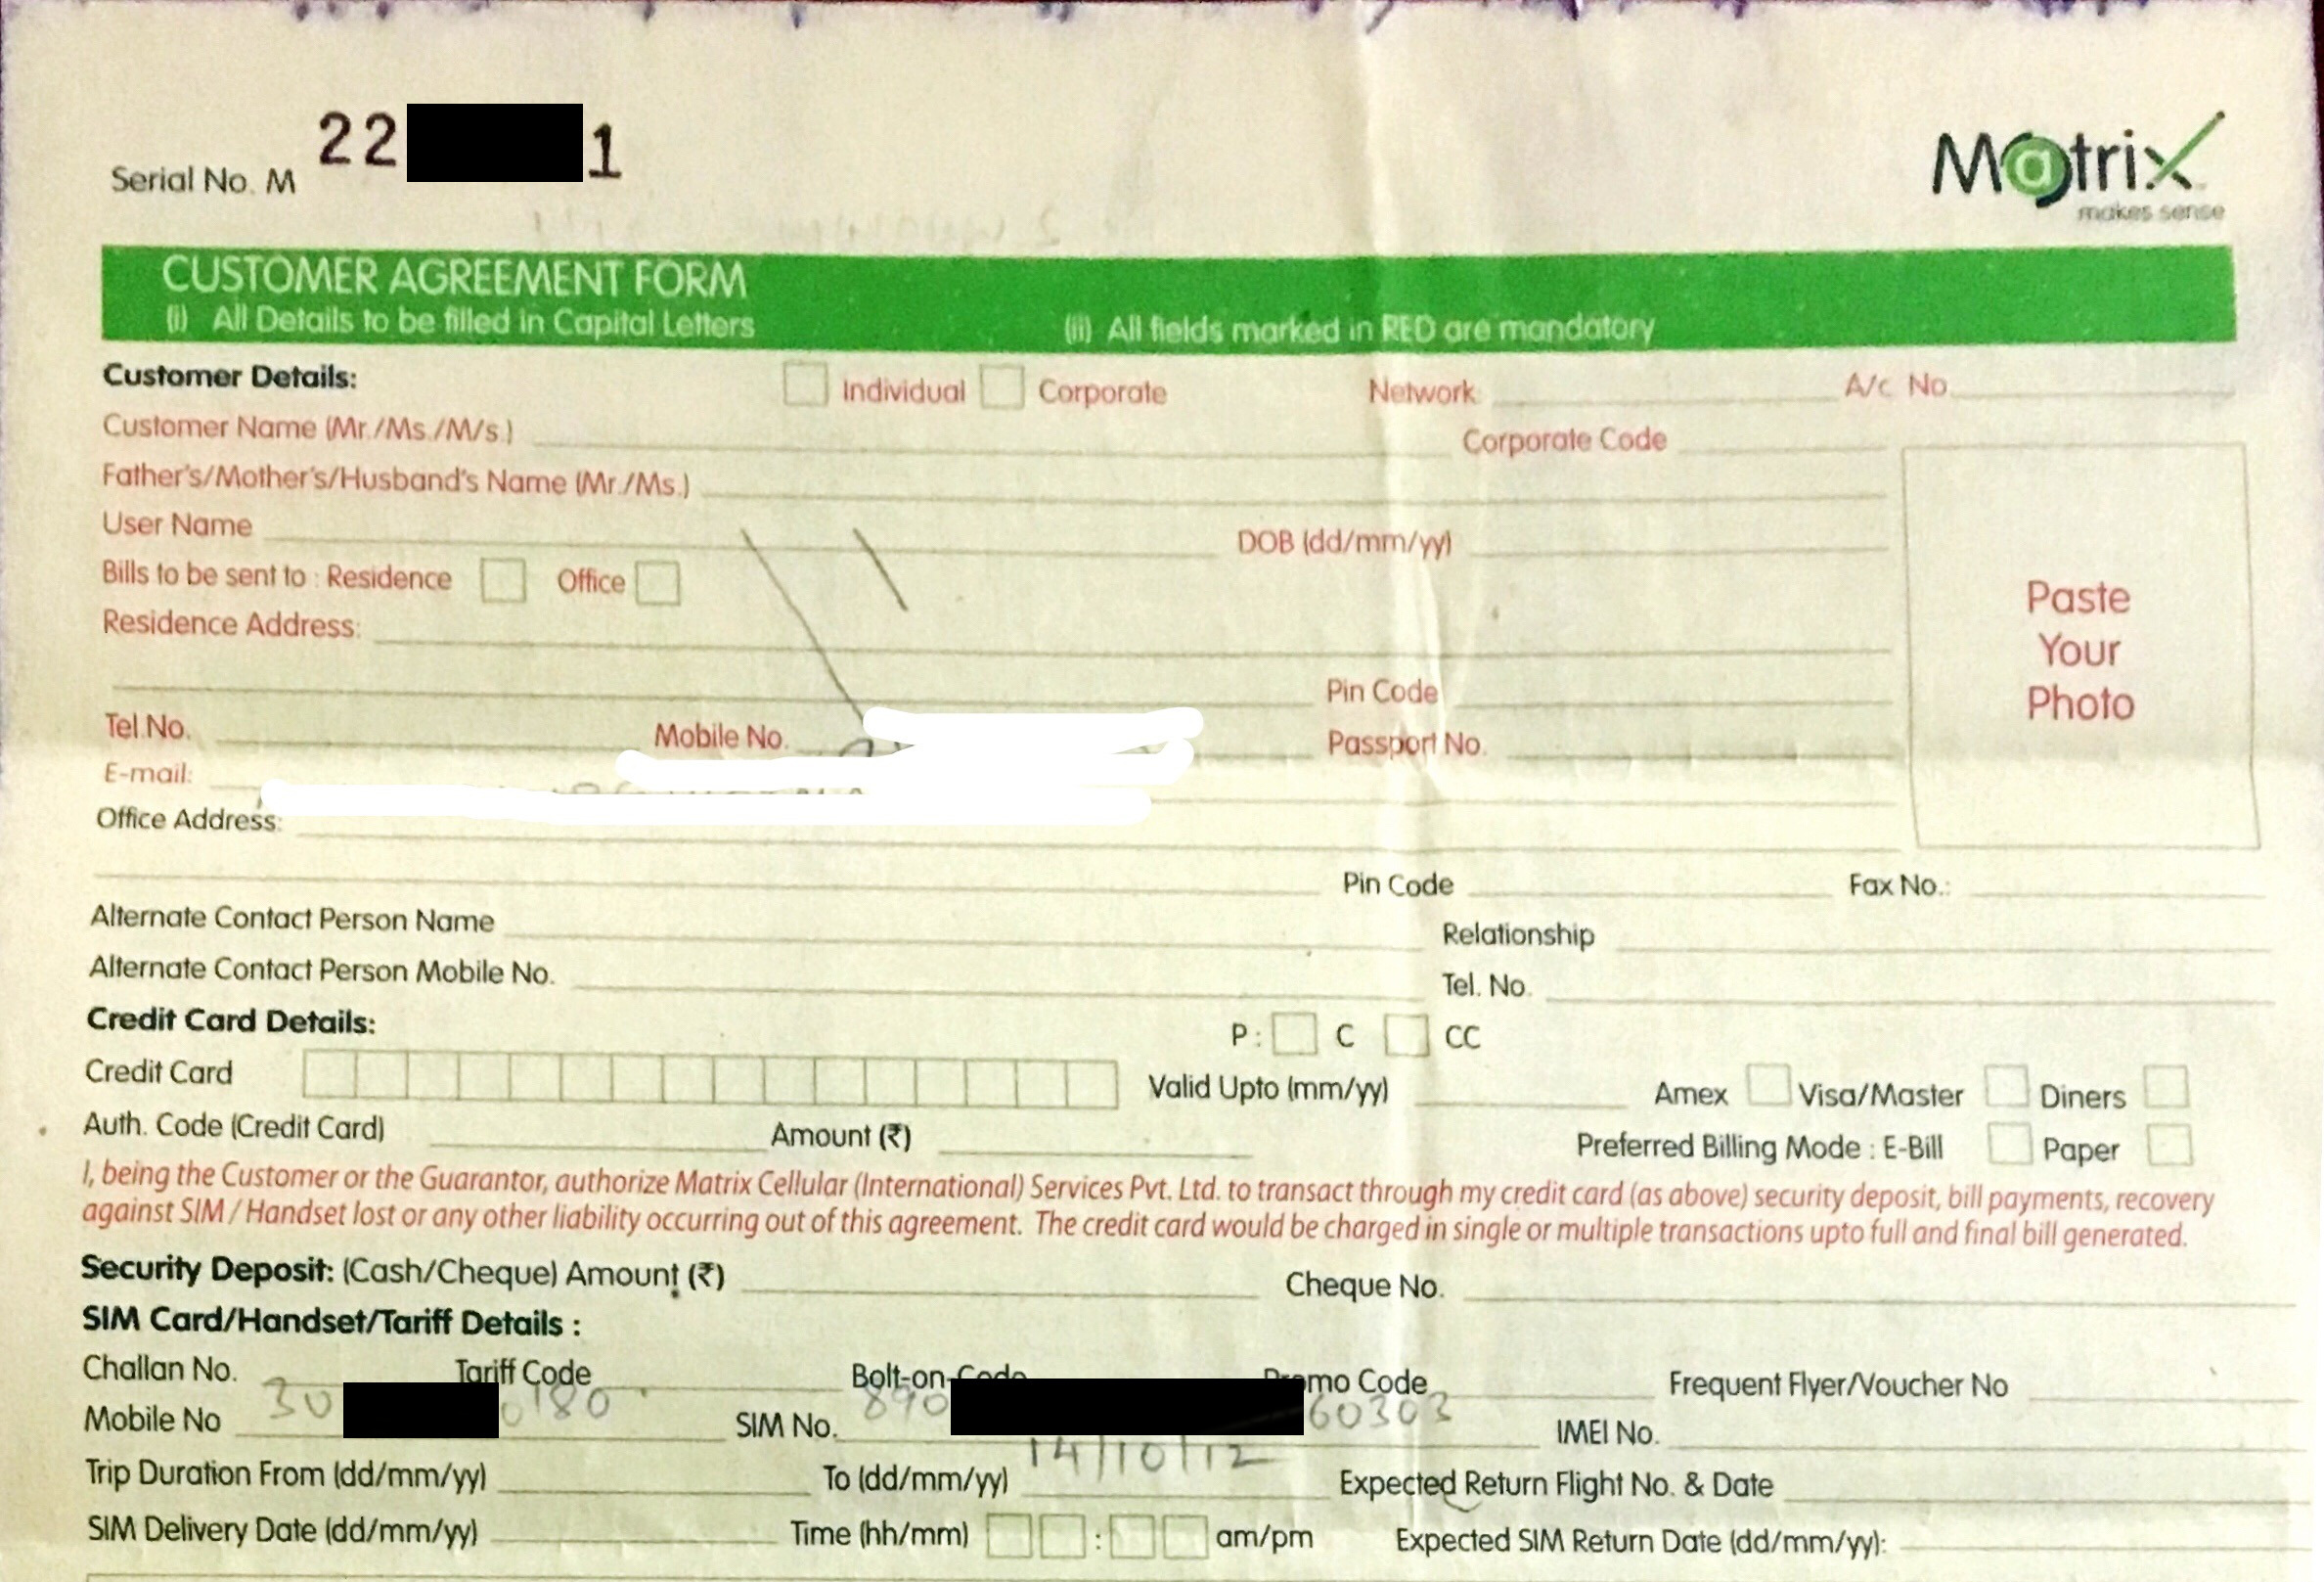 Serial No. M 22 1
Matrix
makes sense
CUSTOMER AGREEMENT FORM
(i) All Details to be filled in Capital Letters (ii) All fields marked in RED are mandatory
Customer Details: Individual Corporate Network A/c. No.
Customer Name (Mr./Ms./M/s.) Corporate Code
Father's/Mother's/Husband's Name (Mr./Ms.)
User Name DOB (dd/mm/yy)
Bills to be sent to : Residence Office
Residence Address:
Paste
Your
Photo
Pin Code
Tel.No. Mobile No. Passport No.
E-mail:
Office Address:
Pin Code Fax No.:
Alternate Contact Person Name Relationship
Alternate Contact Person Mobile No. Tel. No.
Credit Card Details: P : C CC
Credit Card Valid Upto (mm/yy) Amex Visa/Master Diners
Auth. Code (Credit Card) Amount (₹) Preferred Billing Mode : E-Bill Paper
I, being the Customer or the Guarantor, authorize Matrix Cellular (International) Services Pvt. Ltd. to transact through my credit card (as above) security deposit, bill payments, recovery
against SIM / Handset lost or any other liability occurring out of this agreement. The credit card would be charged in single or multiple transactions upto full and final bill generated.
Security Deposit: (Cash/Cheque) Amount (₹) Cheque No.
SIM Card/Handset/Tariff Details :
Challan No. Tariff Code Bolt-on-Code Promo Code Frequent Flyer/Voucher No
Mobile No 30 0180 SIM No. 890 60303 IMEI No.
Trip Duration From (dd/mm/yy) To (dd/mm/yy) 14/10/12 Expected Return Flight No. & Date
SIM Delivery Date (dd/mm/yy) Time (hh/mm) : am/pm Expected SIM Return Date (dd/mm/yy):